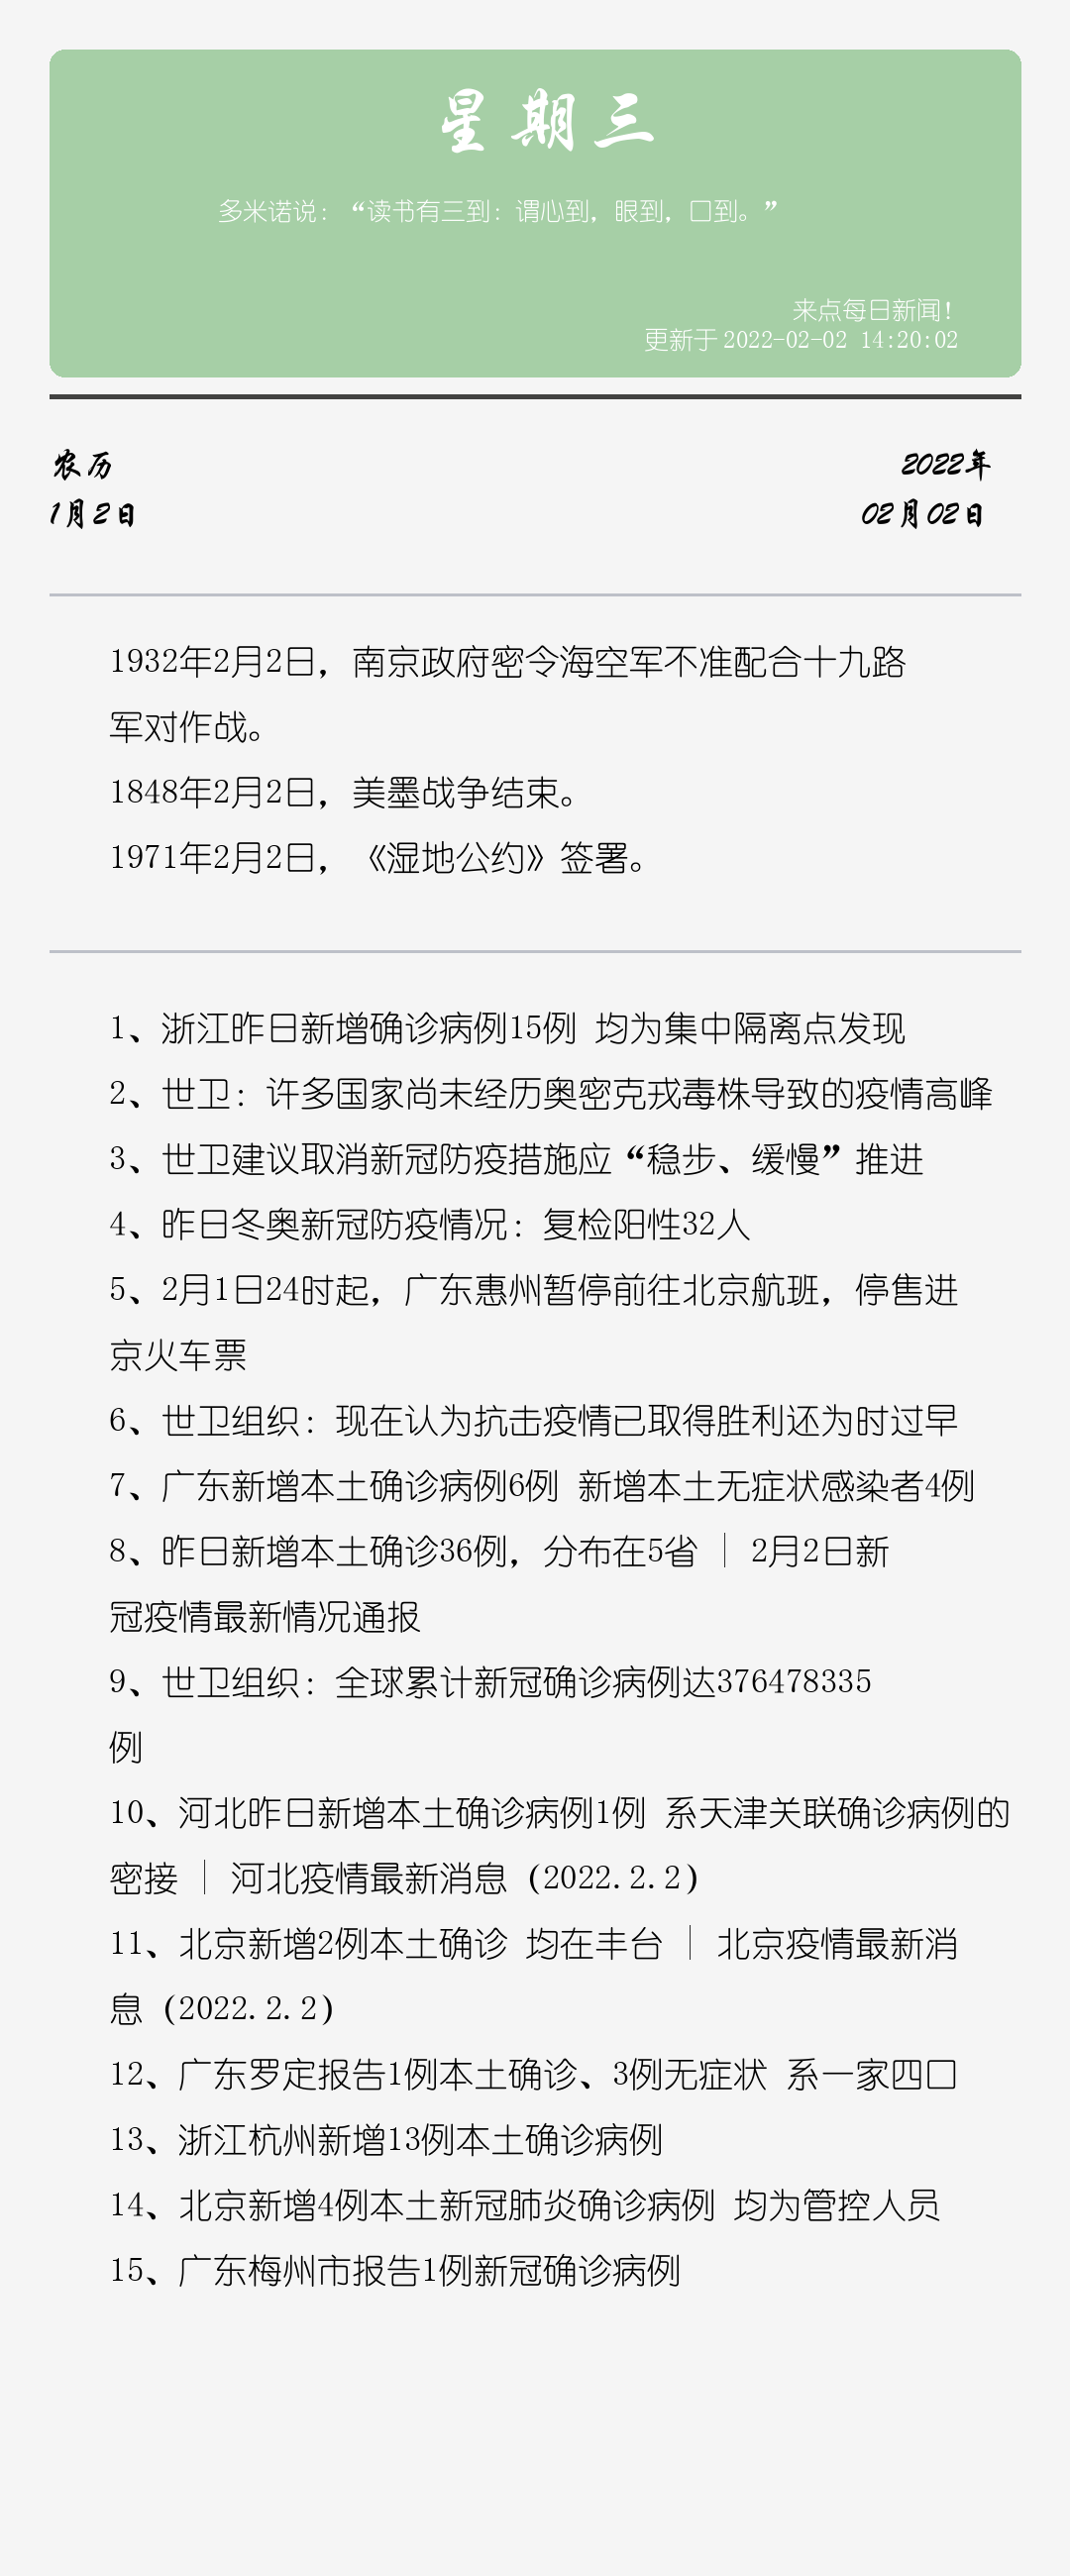 星期三
多米诺说：“读书有三到：谓心到，眼到，口到。”
来点每日新闻！
更新于 2022-02-02 14:20:02
农历
2022年
1月2日
02月02日
1932年2月2日，南京政府密令海空军不准配合十九路
军对作战。
1848年2月2日，美墨战争结束。
1971年2月2日，《湿地公约》签署。
1、浙江昨日新增确诊病例15例 均为集中隔离点发现
2、世卫：许多国家尚未经历奥密克戎毒株导致的疫情高峰
3、世卫建议取消新冠防疫措施应“稳步、缓慢”推进
4、昨日冬奥新冠防疫情况：复检阳性32人
5、2月1日24时起，广东惠州暂停前往北京航班，停售进
京火车票
6、世卫组织：现在认为抗击疫情已取得胜利还为时过早
7、广东新增本土确诊病例6例 新增本土无症状感染者4例
8、昨日新增本土确诊36例，分布在5省 | 2月2日新
冠疫情最新情况通报
9、世卫组织：全球累计新冠确诊病例达376478335
例
10、河北昨日新增本土确诊病例1例 系天津关联确诊病例的
密接 | 河北疫情最新消息（2022.2.2）
11、北京新增2例本土确诊 均在丰台 | 北京疫情最新消
息（2022.2.2）
12、广东罗定报告1例本土确诊、3例无症状 系一家四口
13、浙江杭州新增13例本土确诊病例
14、北京新增4例本土新冠肺炎确诊病例 均为管控人员
15、广东梅州市报告1例新冠确诊病例